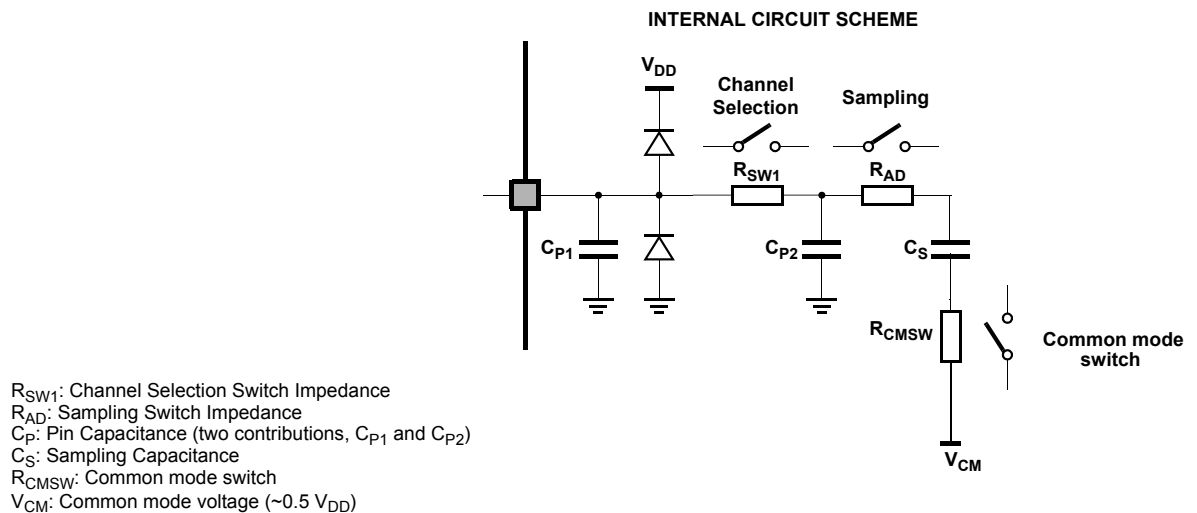 INTERNAL CIRCUIT SCHEME
VDD
Channel
Selection
Sampling
RSW1
RAD
CP1
CP2
CS
RCMSW
Common mode
switch
VCM
RSW1: Channel Selection Switch Impedance
RAD: Sampling Switch Impedance
CP: Pin Capacitance (two contributions, CP1 and CP2)
CS: Sampling Capacitance
RCMSW: Common mode switch
VCM: Common mode voltage (~0.5 VDD)